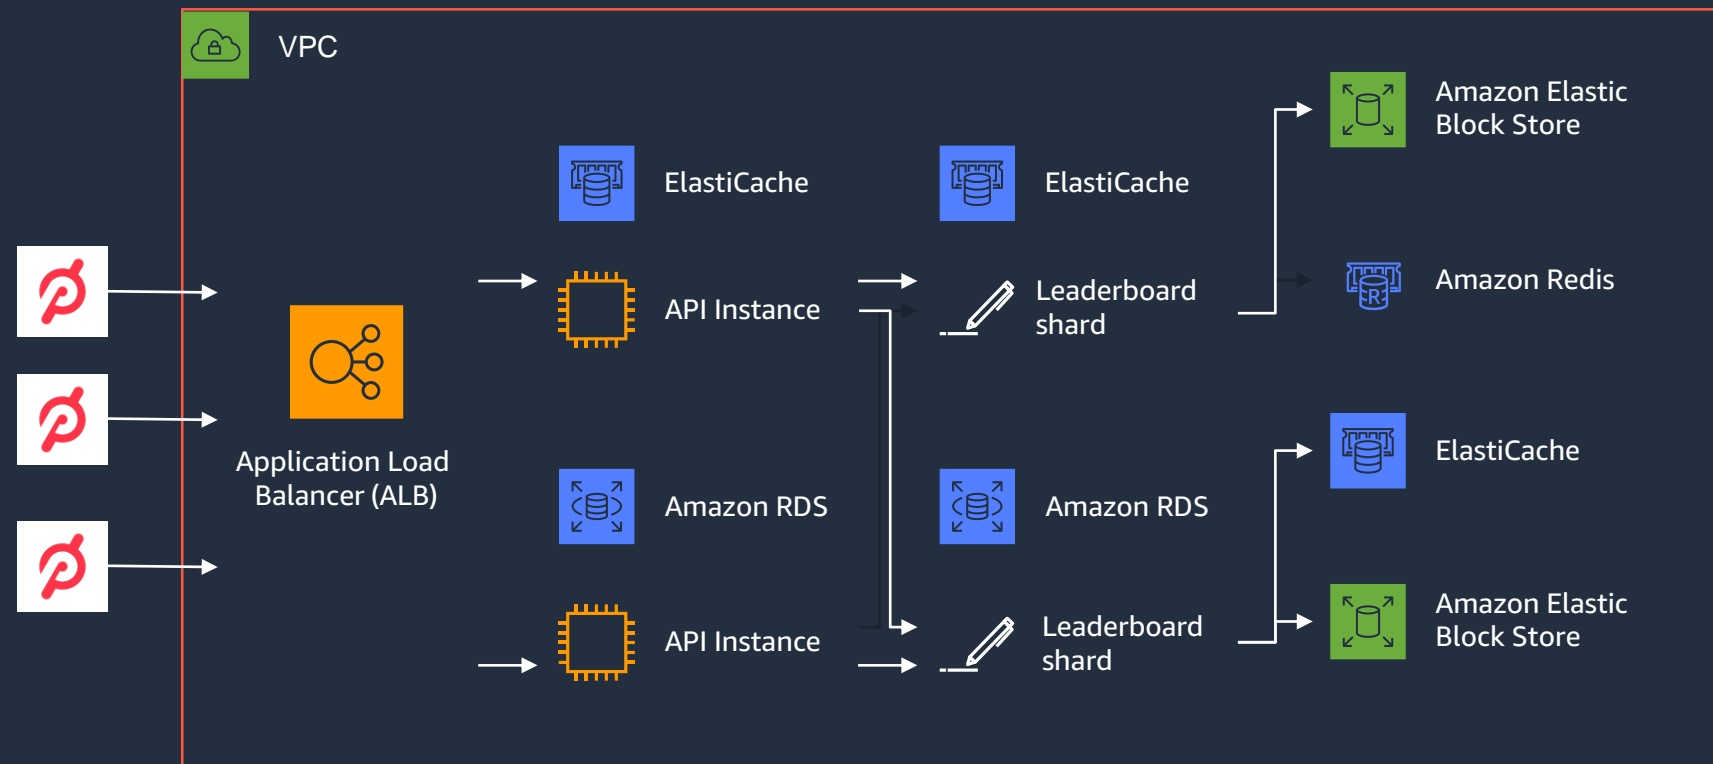 VPC
Application Load
Balancer (ALB)
ElastiCache
API Instance
Amazon RDS
API Instance
ElastiCache
Leaderboard
shard
Amazon RDS
Leaderboard
shard
Amazon Elastic
Block Store
R
Amazon Redis
ElastiCache
Amazon Elastic
Block Store